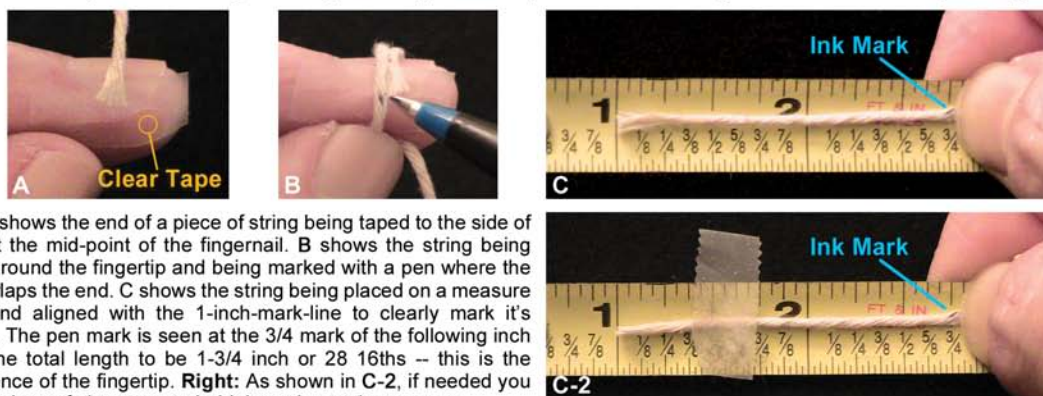 A
Clear Tape
B
Ink Mark
1 2 FT & IN
3/4 7/8 1/8 1/4 3/8 1/2 5/8 3/4 7/8 1/8 1/4 3/8 1/2 3/4
C
shows the end of a piece of string being taped to the side of
the mid-point of the fingernail. B shows the string being
around the fingertip and being marked with a pen where the
laps the end. C shows the string being placed on a measure
nd aligned with the 1-inch-mark-line to clearly mark it's
The pen mark is seen at the 3/4 mark of the following inch
he total length to be 1-3/4 inch or 28 16ths -- this is the
nce of the fingertip. Right: As shown in C-2, if needed you
Ink Mark
1 2 FT & IN
3/4 7/8 1/8 1/4 5/8 3/4 7/8 1/8 1/4 3/8 1/2 3/4
C-2